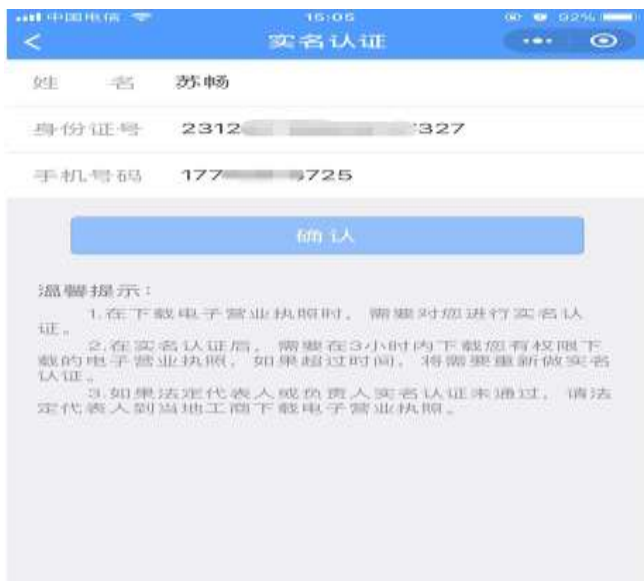 中国电信 15:05 92%
实名认证
姓 名 苏畅
身份证号 2312 327
手机号码 177 725
确认
温馨提示：
1.在下载电子营业执照时，需要对您进行实名认
证。
2.在实名认证后，需要在3小时内下载您有权限下
载的电子营业执照，如果超过时间，将需要重新做实名
认证。
3.如果法定代表人或负责人实名认证未通过，请法
定代表人到当地工商下载电子营业执照。